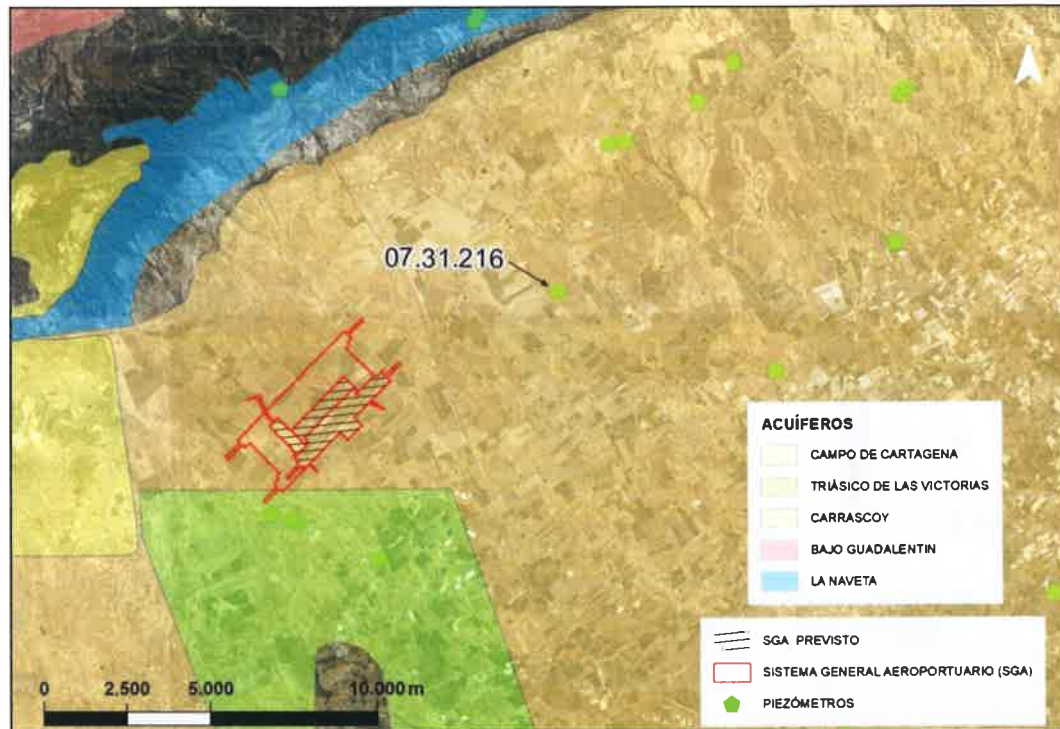 07.31.216
ACUÍFEROS
CAMPO DE CARTAGENA
TRIÁSICO DE LAS VICTORIAS
CARRASCOY
BAJO GUADALENTIN
LA NAVETA
SGA PREVISTO
SISTEMA GENERAL AEROPORTUARIO (SGA)
PIEZÓMETROS
0 2.500 5.000 10.000 m